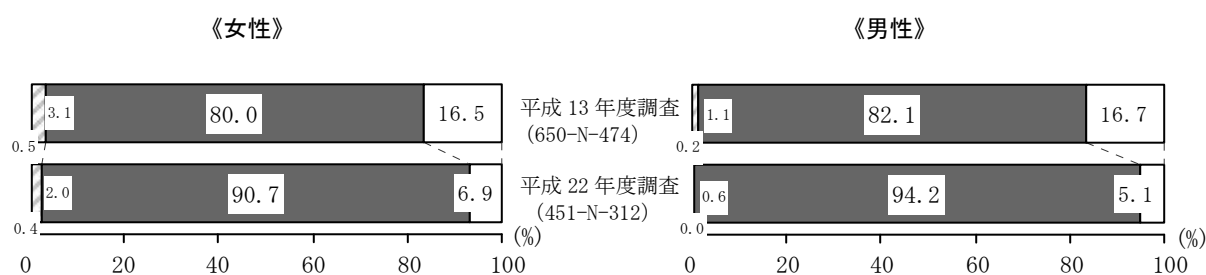 《女性》 《男性》
3.1 80.0 16.5 平成 13 年度調査 1.1 82.1 16.7
(650-N-474)
0.5 0.2
2.0 90.7 6.9 平成 22 年度調査 0.6 94.2 5.1
(451-N-312)
0.4 0.0
(%) (%)
0 20 40 60 80 100 0 20 40 60 80 100